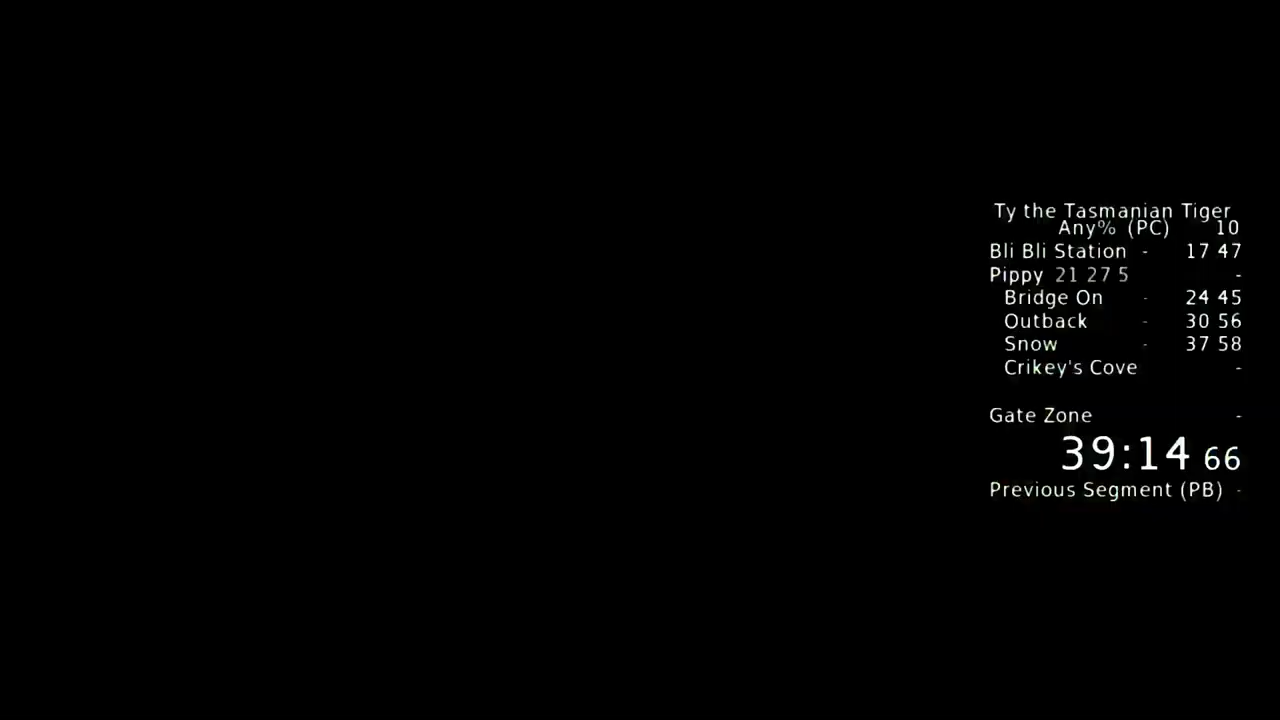 Ty the Tasmanian Tiger
Any% (PC) 10
Bli Bli Station - 17 47
Pippy 21 27 5 -
Bridge On - 24 45
Outback - 30 56
Snow - 37 58
Crikey's Cove -
Gate Zone -
39:14 66
Previous Segment (PB) -